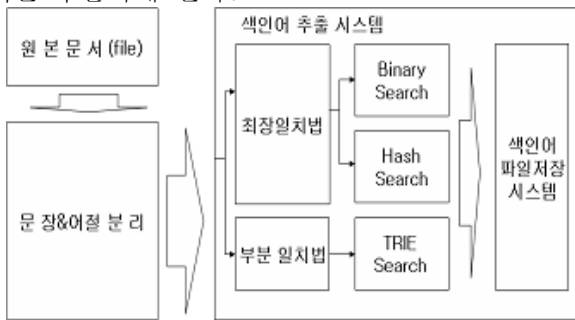 색인어 추출 시스템
원 본 문 서 (file)
문 장&어절 분 리
최장일치법
Binary
Search
Hash
Search
부분 일치법
TRIE
Search
색인어
파일저장
시스템